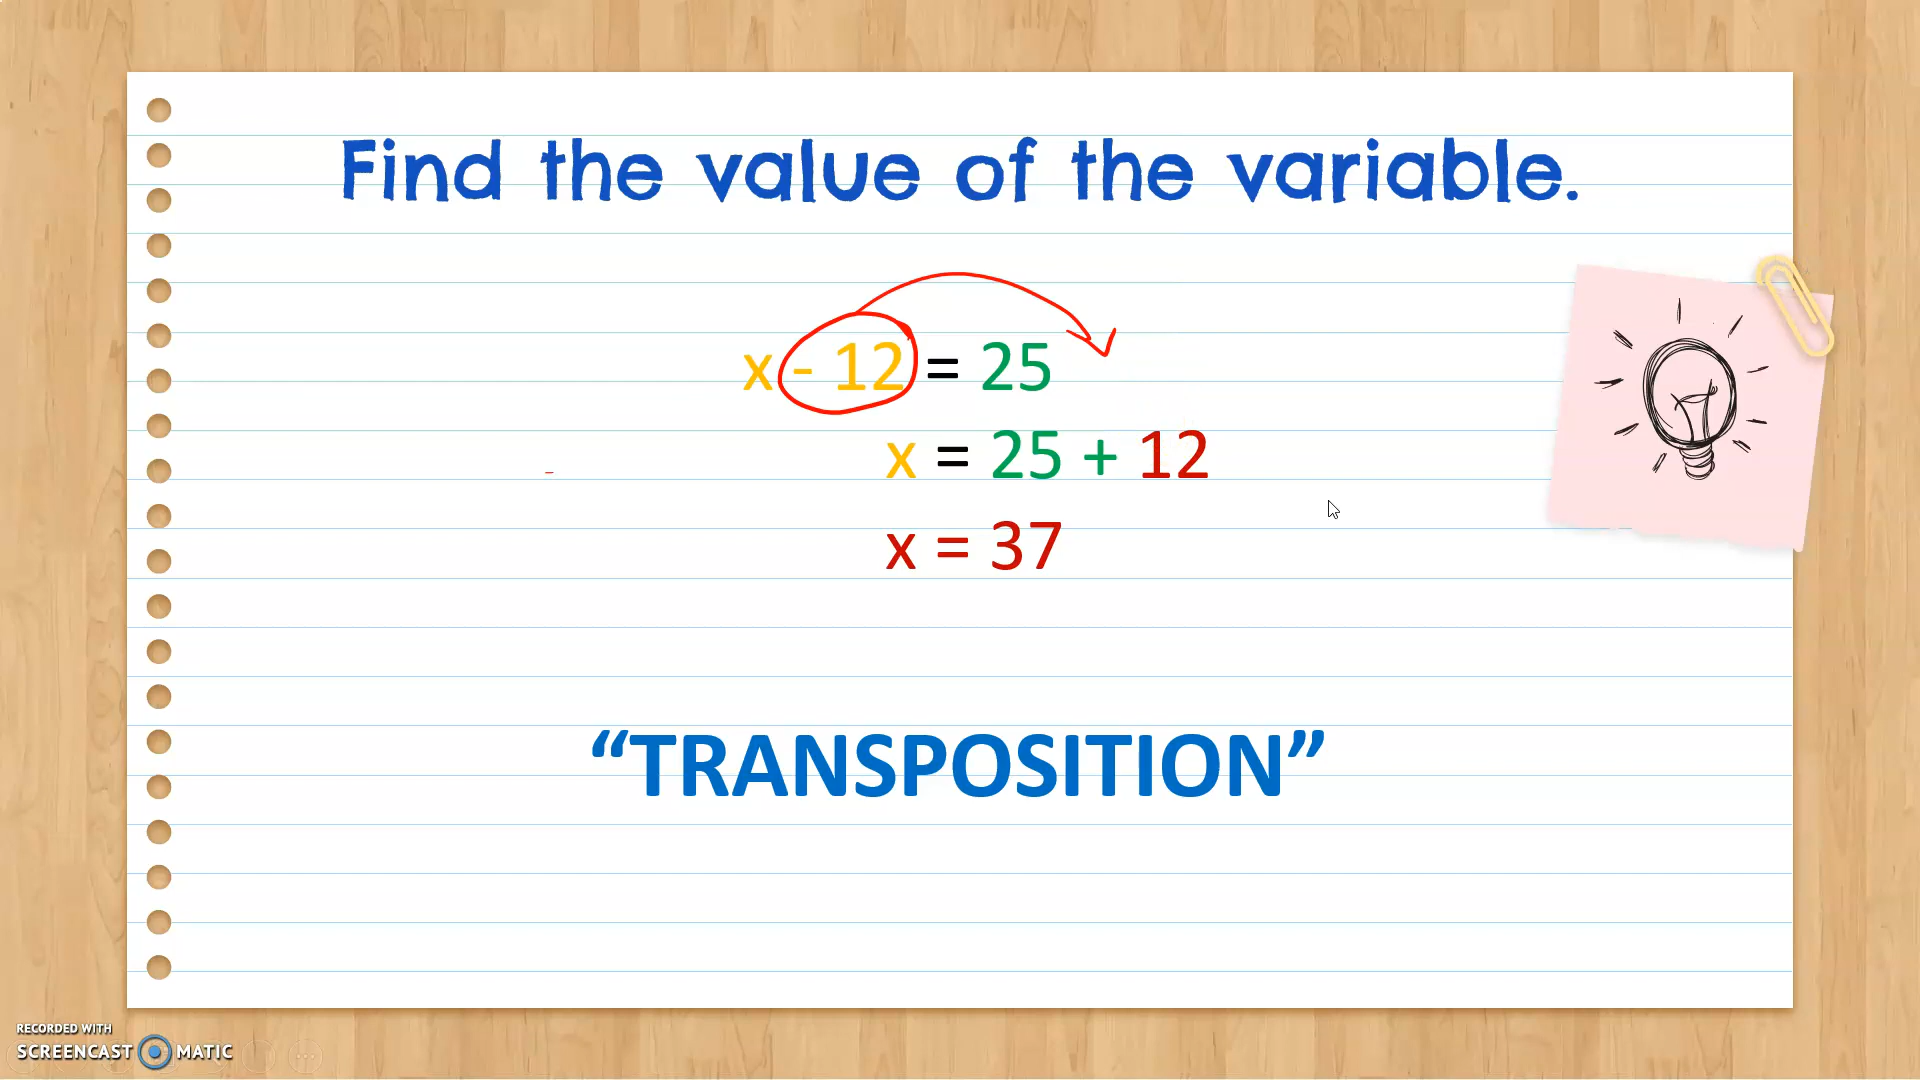 Find the value of the variable.
x - 12 = 25
x = 25 + 12
x = 37
“TRANSPOSITION”
RECORDED WITH
SCREENCAST MATIC